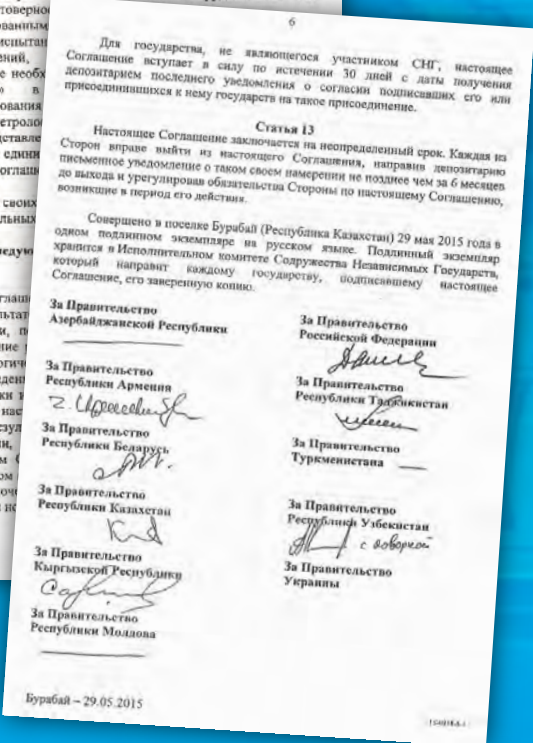 6
Для государства, не являющегося участником СНГ, настоящее
Соглашение вступает в силу по истечении 30 дней с даты получения
депозитарием последнего уведомления о согласии подписавших его или
присоединившихся к нему государств на такое присоединение.
Статья 13
Настоящее Соглашение заключается на неопределенный срок. Каждая из
Сторон вправе выйти из настоящего Соглашения, направив депозитарию
письменное уведомление о таком своем намерении не позднее чем за 6 месяцев
до выхода и урегулировав обязательства Стороны по настоящему Соглашению,
возникшие в период его действия.
Совершено в поселке Бурабай (Республика Казахстан) 29 мая 2015 года в
одном подлинном экземпляре на русском языке. Подлинный экземпляр
хранится в Исполнительном комитете Содружества Независимых Государств,
который направит каждому государству, подписавшему настоящее
Соглашение, его заверенную копию.
За Правительство
Азербайджанской Республики
За Правительство
Республики Армения
За Правительство
Республики Беларусь
За Правительство
Республики Казахстан
За Правительство
Кыргызской Республики
За Правительство
Республики Молдова
За Правительство
Российской Федерации
За Правительство
Республики Таджикистан
За Правительство
Туркменистана
За Правительство
Республики Узбекистан
с оговоркой
За Правительство
Украины
Бурабай – 29.05.2015